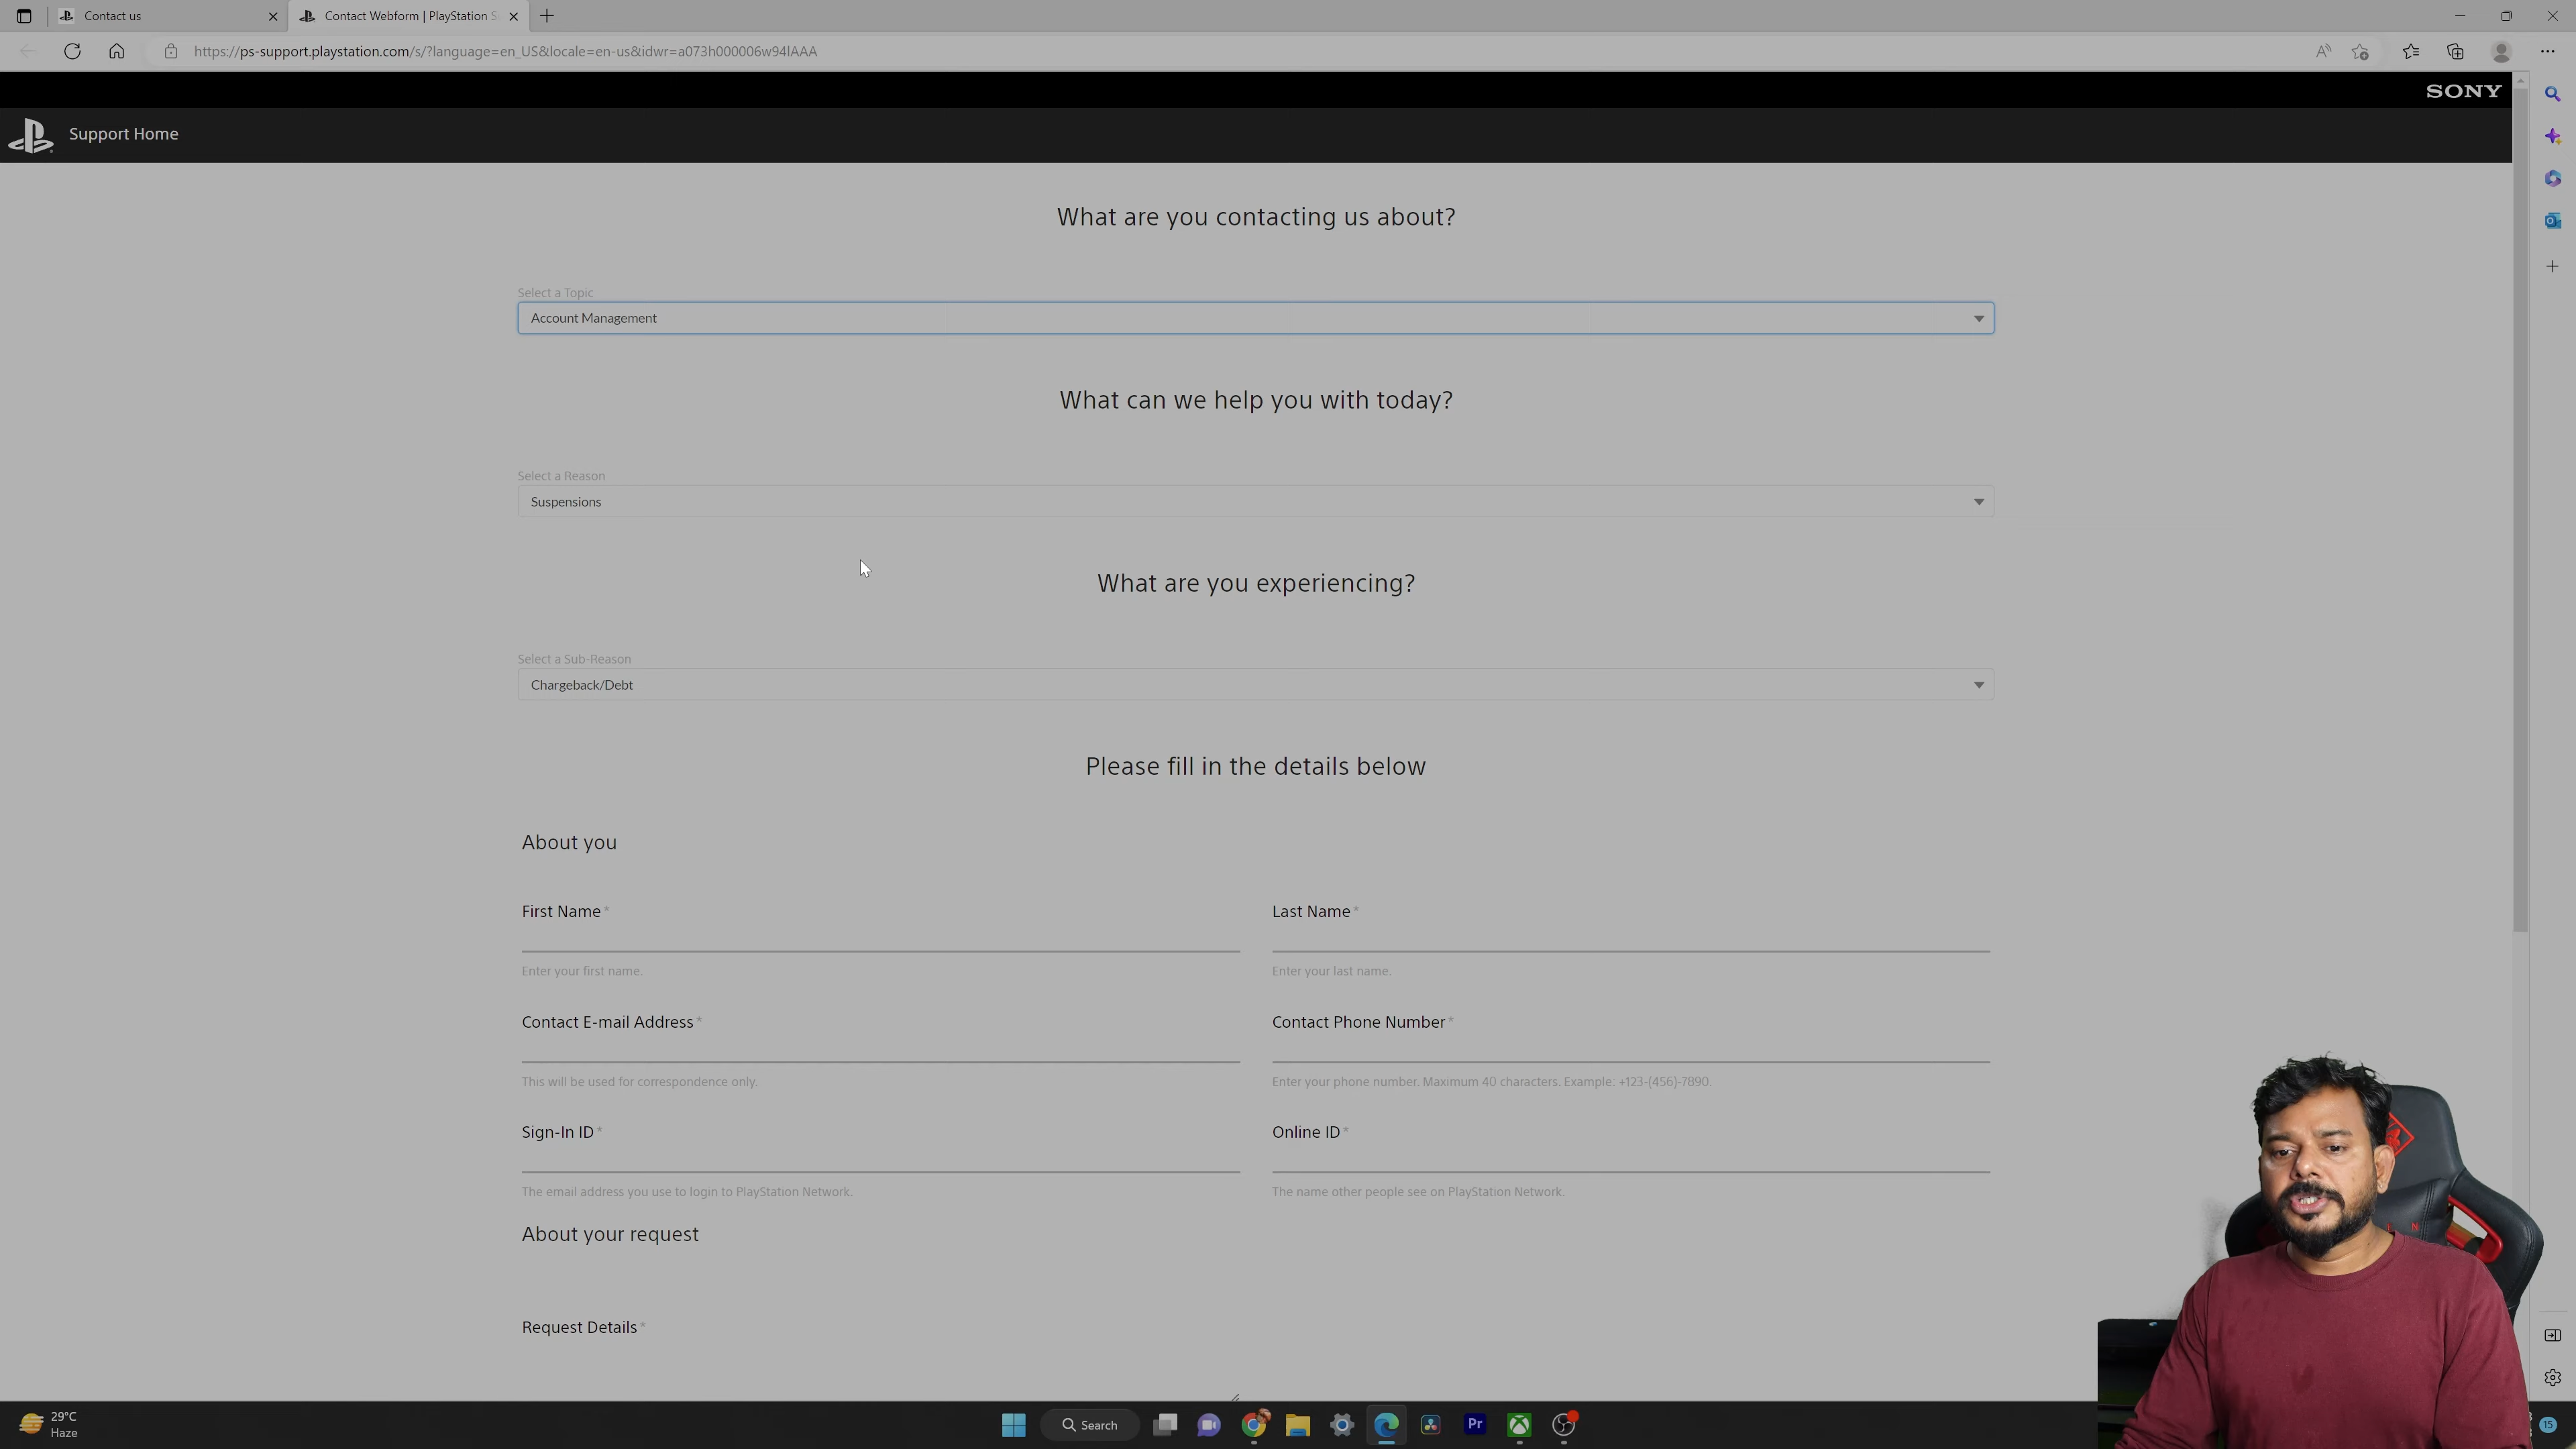 Contact us
Contact Webform | PlayStation S
https://ps-support.playstation.com/s/?language=en_US&locale=en-us&idwr=a073h000006w94lAAA
SONY
Support Home
What are you contacting us about?
Select a Topic
Account Management
What can we help you with today?
Select a Reason
Suspensions
What are you experiencing?
Select a Sub-Reason
Chargeback/Debt
Please fill in the details below
About you
First Name*
Last Name*
Enter your first name.
Enter your last name.
Contact E-mail Address*
Contact Phone Number*
This will be used for correspondence only.
Enter your phone number. Maximum 40 characters. Example: +123-(456)-7890.
Sign-In ID*
Online ID*
The email address you use to login to PlayStation Network.
The name other people see on PlayStation Network.
About your request
Request Details*
29°C
Haze
Search
Pr
15